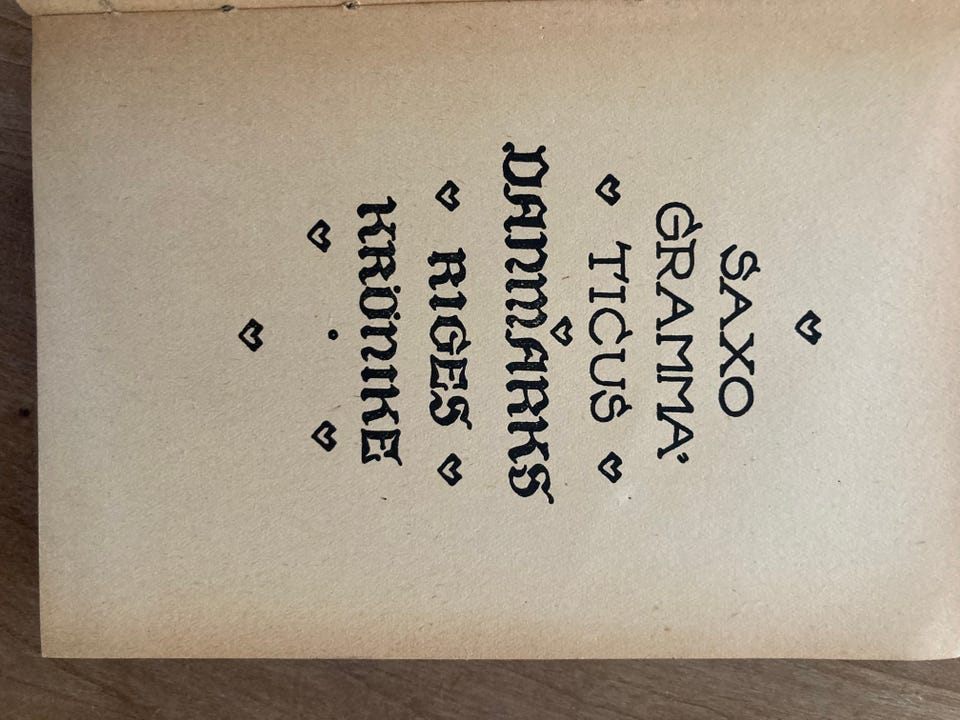 SAXO
GRAMMA=
TICUS
DANMARKS
RIGES
KRÖNIKE